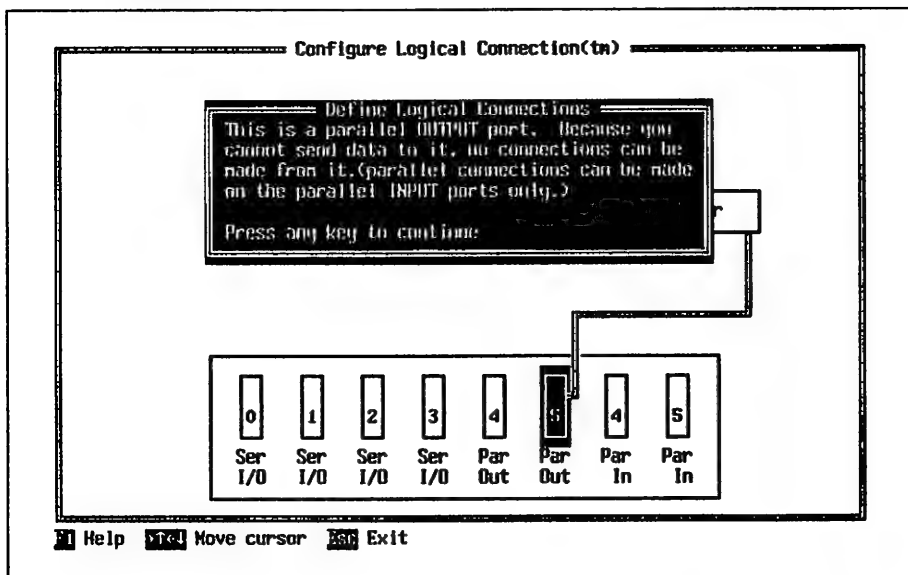 Configure Logical Connection(tm)
Define Logical Connections
This is a parallel OUTPUT port. Because you
cannot send data to it, no connections can be
made from it.(parallel connections can be made
on the parallel INPUT ports only.)
Press any key to continue
r
0 1 2 3 4 5 4 5
Ser Ser Ser Ser Par Par Par Par
I/O I/O I/O I/O Out Out In In
F1 Help Move cursor ESC Exit